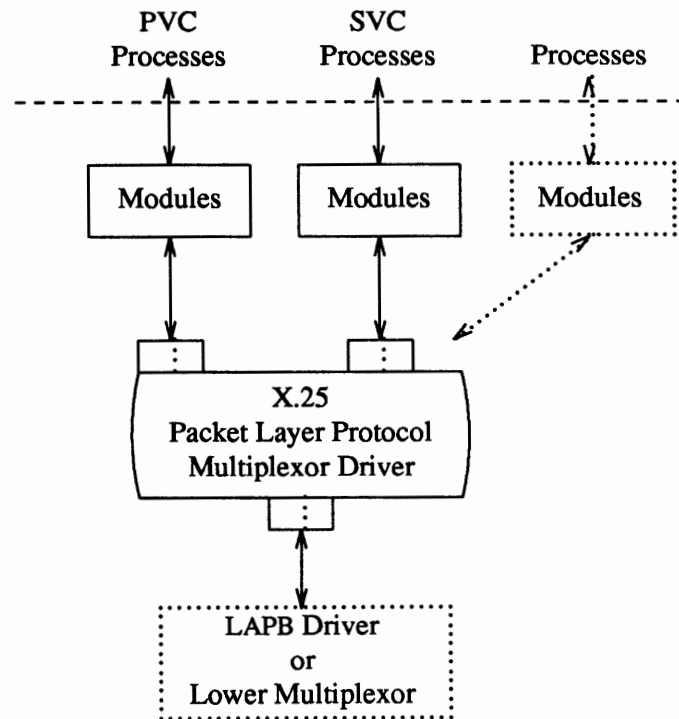 PVC
Processes
SVC
Processes
Processes
Modules
Modules
Modules
X.25
Packet Layer Protocol
Multiplexor Driver
LAPB Driver
or
Lower Multiplexor